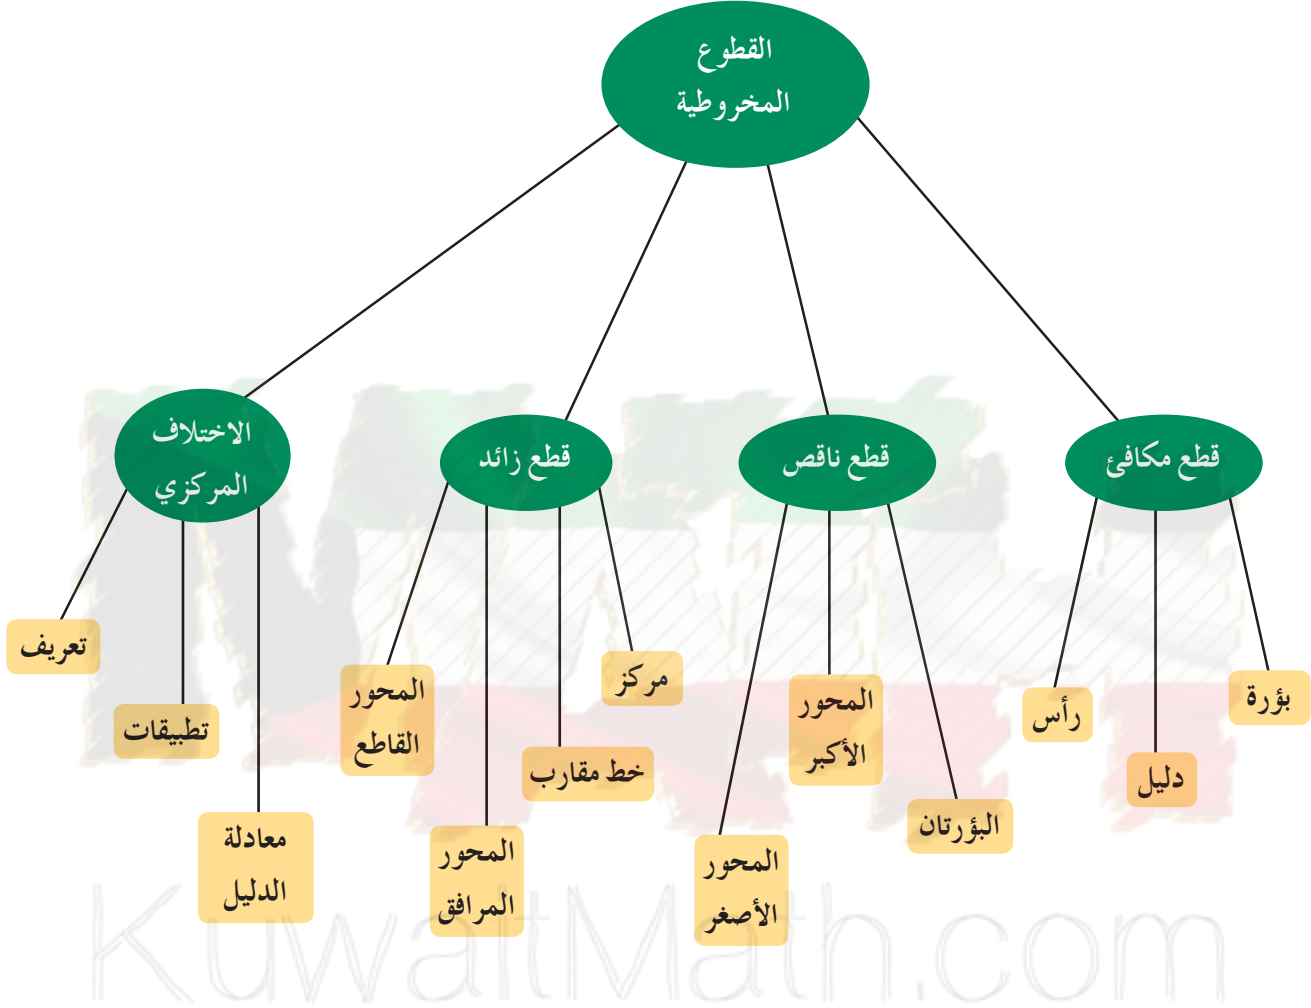 القطوع
المخروطية
قطع مكافئ
قطع ناقص
قطع زائد
الاختلاف
المركزي
بؤرة
دليل
رأس
البؤرتان
المحور
الأكبر
المحور
الأصغر
مركز
خط مقارب
المحور
المرافق
المحور
القاطع
معادلة
الدليل
تطبيقات
تعريف
KuwaitMath.com